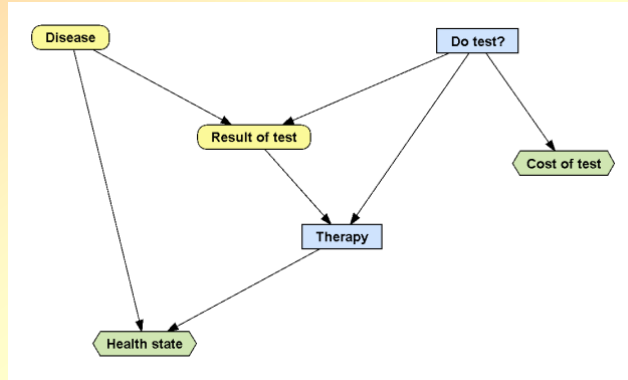 Disease
Do test?
Result of test
Cost of test
Therapy
Health state